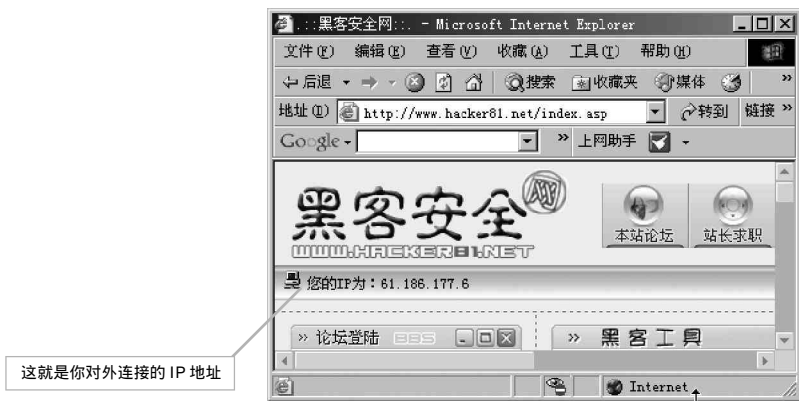 .:::黑客安全网:::. - Microsoft Internet Explorer
文件(F) 编辑(E) 查看(V) 收藏(A) 工具(T) 帮助(H)
后退 搜索 收藏夹 媒体 »
地址(D) http://www.hacker81.net/index.asp 转到 链接 »
Google » 上网助手
黑客安全
WWW.HACKER81.NET
本站论坛 站长求职
您的IP为：61.186.177.6
» 论坛登陆 BBS » 黑客工具
这就是你对外连接的 IP 地址
Internet